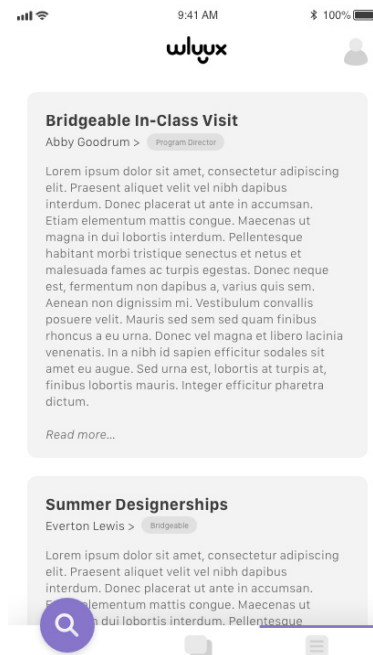 9:41 AM
100%
wluux
Bridgeable In-Class Visit
Abby Goodrum > Program Director
Lorem ipsum dolor sit amet, consectetur adipiscing
elit. Praesent aliquet velit vel nibh dapibus
interdum. Donec placerat ut ante in accumsan.
Etiam elementum mattis congue. Maecenas ut
magna in dui lobortis interdum. Pellentesque
habitant morbi tristique senectus et netus et
malesuada fames ac turpis egestas. Donec neque
est, fermentum non dapibus a, varius quis sem.
Aenean non dignissim mi. Vestibulum convallis
posuere velit. Mauris sed sem sed quam finibus
rhoncus a eu urna. Donec vel magna et libero lacinia
venenatis. In a nibh id sapien efficitur sodales sit
amet eu augue. Sed urna est, lobortis at turpis at,
finibus lobortis mauris. Integer efficitur pharetra
dictum.
Read more...
Summer Designerships
Everton Lewis > Bridgeable
Lorem ipsum dolor sit amet, consectetur adipiscing
elit. Praesent aliquet velit vel nibh dapibus
interdum. Donec placerat ut ante in accumsan.
elementum mattis congue. Maecenas ut
dui lobortis interdum. Pellentesque